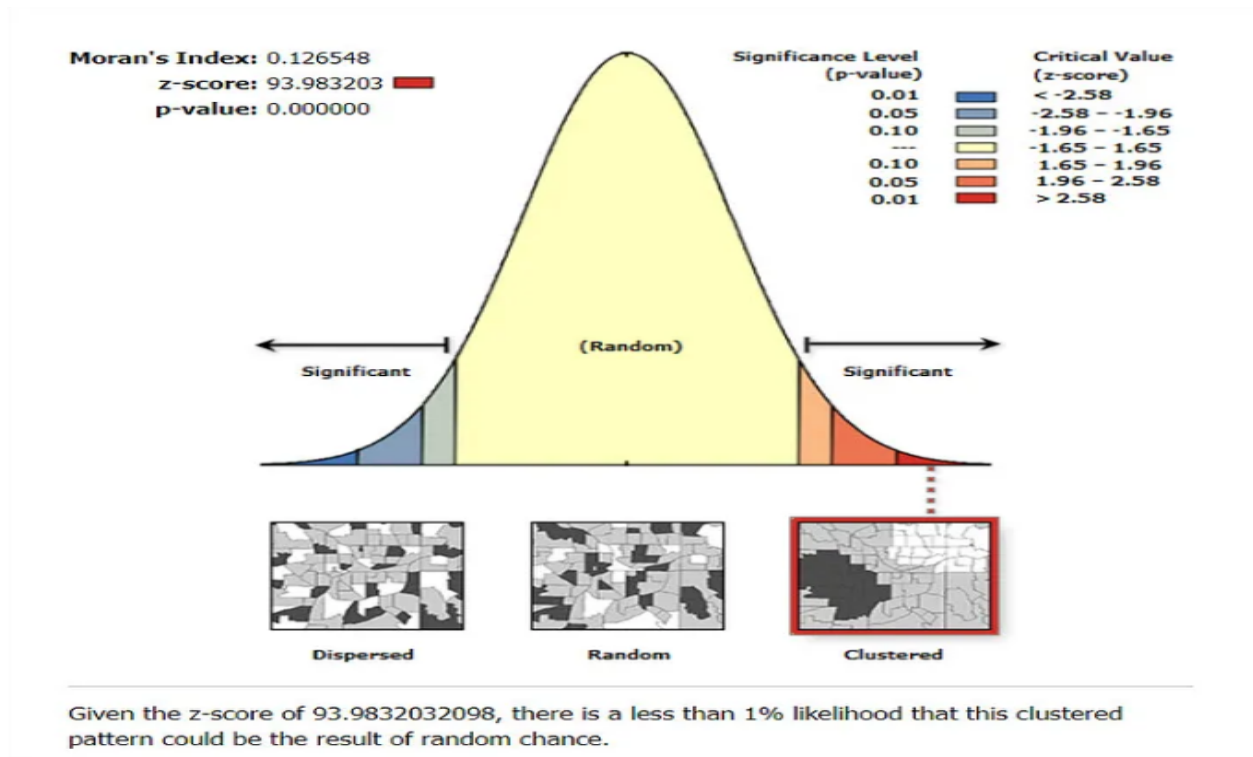 Moran's Index: 0.126548
z-score: 93.983203
p-value: 0.000000
Significance Level
(p-value)
Critical Value
(z-score)
0.01 < -2.58
0.05 -2.58 – -1.96
0.10 -1.96 – -1.65
--- -1.65 – 1.65
0.10 1.65 – 1.96
0.05 1.96 – 2.58
0.01 > 2.58
Significant
(Random)
Significant
Dispersed
Random
Clustered
Given the z-score of 93.9832032098, there is a less than 1% likelihood that this clustered
pattern could be the result of random chance.